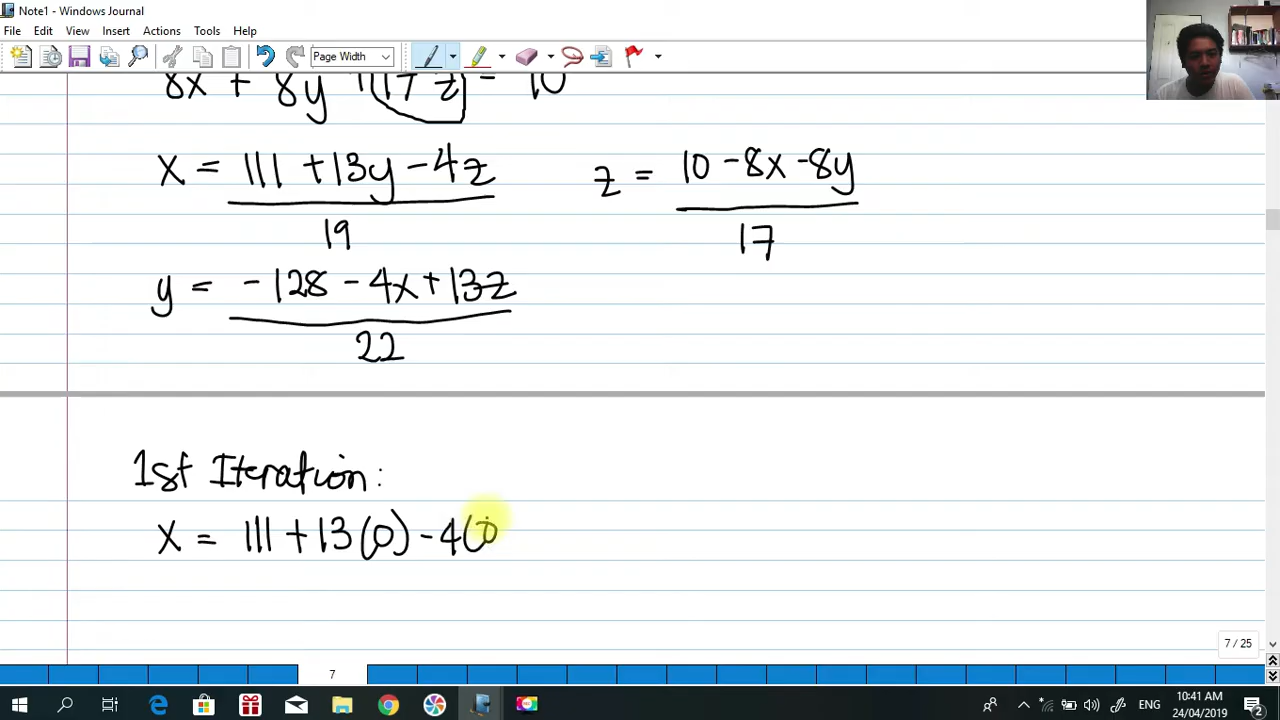 Note1 - Windows Journal
File Edit View Insert Actions Tools Help
Page Width
8x + 8y + 17z = 10
x = 111 + 13y - 4z
19
z = 10 - 8x - 8y
17
y = -128 - 4x + 13z
22
1st Iteration:
x = 111 + 13(0) - 4(0
7 / 25
7
ENG
10:41 AM
24/04/2019
2